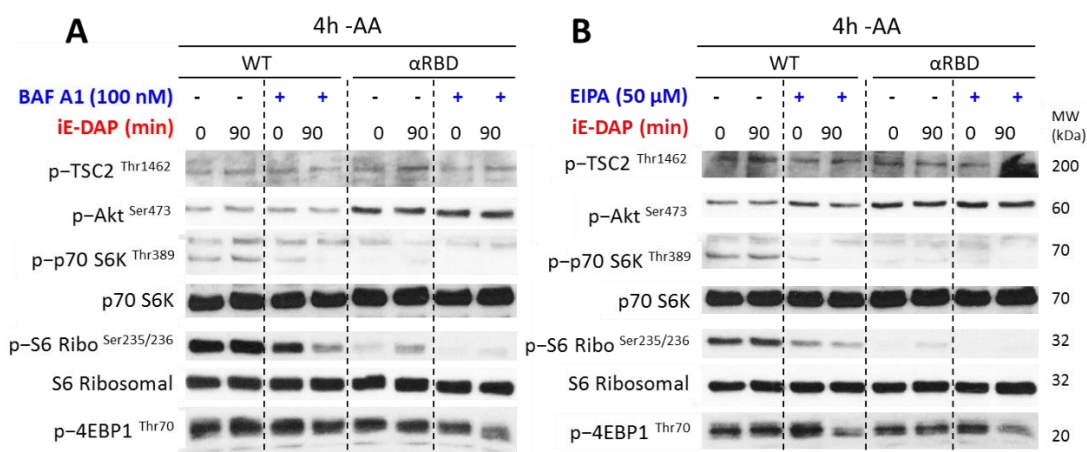 A
4h -AA
WT αRBD
BAF A1 (100 nM) - - + + - - + +
iE-DAP (min) 0 90 0 90 0 90 0 90
p–TSC2 Thr1462
p–Akt Ser473
p–p70 S6K Thr389
p70 S6K
p–S6 Ribo Ser235/236
S6 Ribosomal
p–4EBP1 Thr70
B
4h -AA
WT αRBD
EIPA (50 µM) - - + + - - + +
iE-DAP (min) 0 90 0 90 0 90 0 90
MW
(kDa)
p–TSC2 Thr1462 200
p–Akt Ser473 60
p–p70 S6K Thr389 70
p70 S6K 70
p–S6 Ribo Ser235/236 32
S6 Ribosomal 32
p–4EBP1 Thr70 20